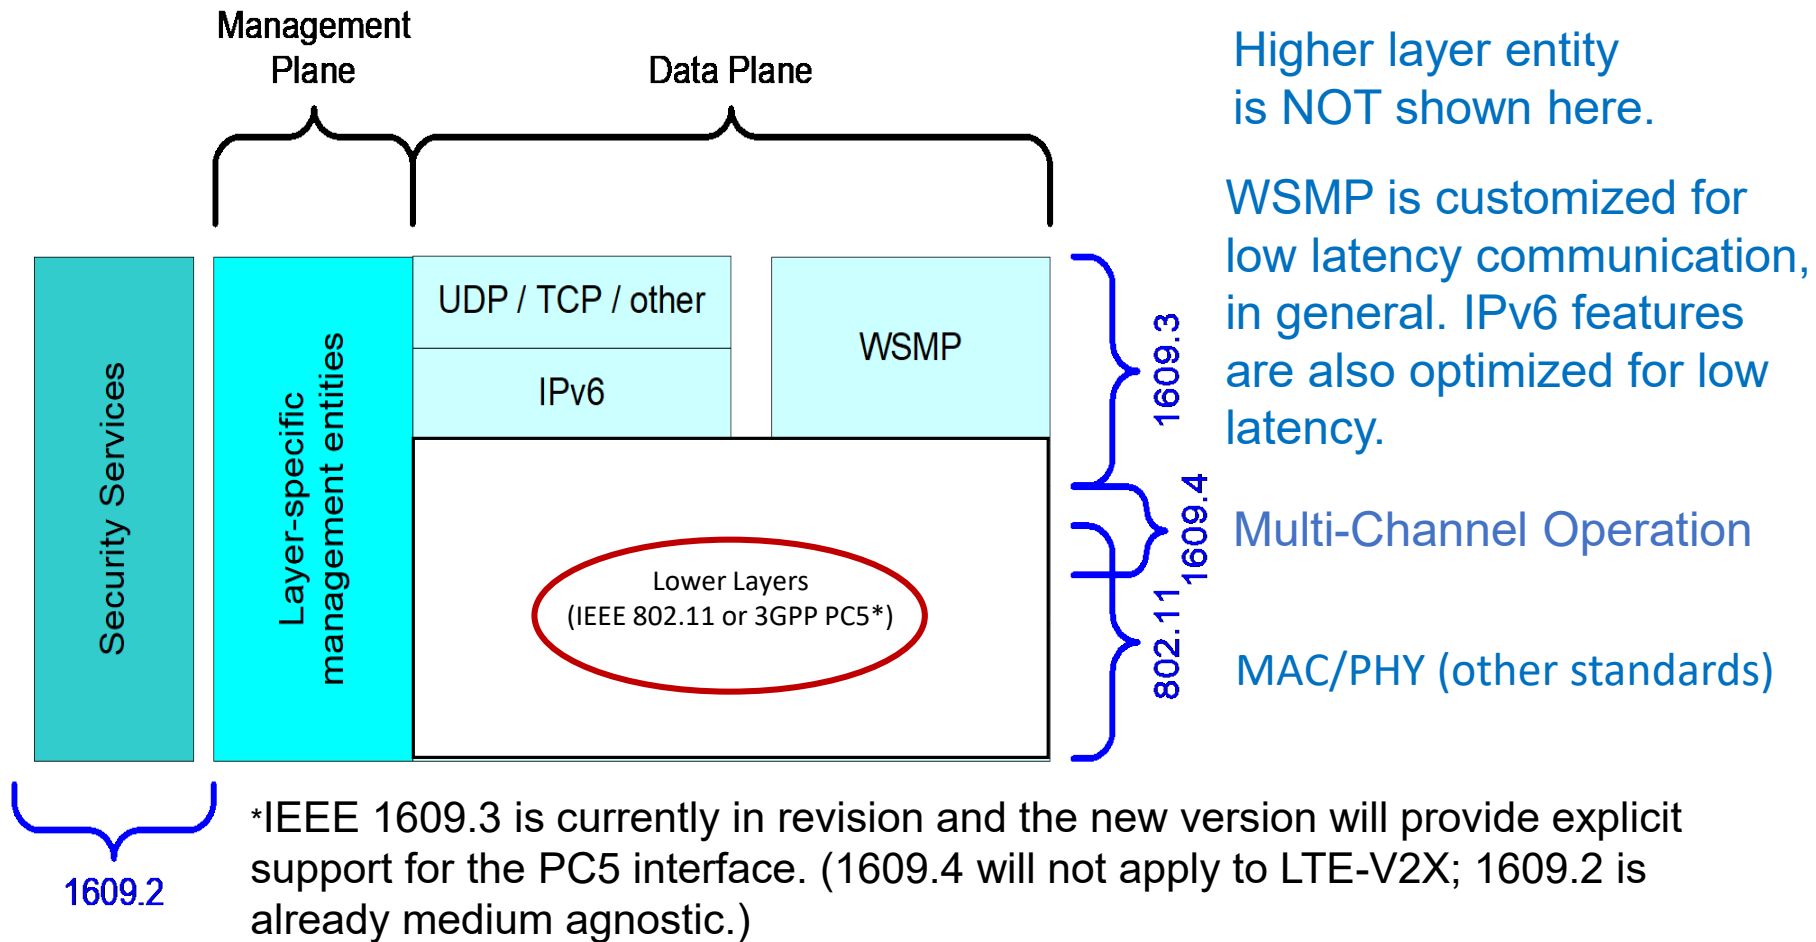 Management
Plane
Data Plane
Higher layer entity
is NOT shown here.
WSMP is customized for
low latency communication,
in general. IPv6 features
are also optimized for low
latency.
Security Services
Layer-specific
management entities
UDP / TCP / other
IPv6
WSMP
1609.3
1609.4
Multi-Channel Operation
Lower Layers
(IEEE 802.11 or 3GPP PC5*)
802.11
MAC/PHY (other standards)
1609.2
*IEEE 1609.3 is currently in revision and the new version will provide explicit
support for the PC5 interface. (1609.4 will not apply to LTE-V2X; 1609.2 is
already medium agnostic.)